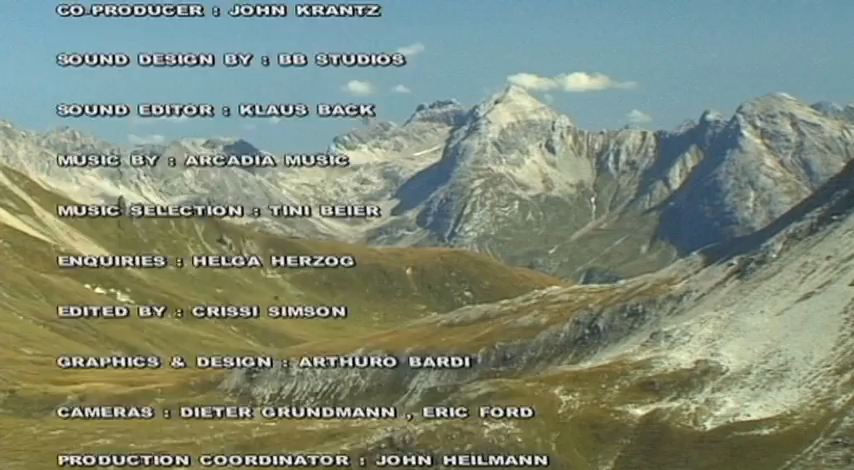 CO-PRODUCER : JOHN KRANTZ
SOUND DESIGN BY : BB STUDIOS
SOUND EDITOR : KLAUS BACK
MUSIC BY : ARCADIA MUSIC
MUSIC SELECTION : TINI BEIER
ENQUIRIES : HELGA HERZOG
EDITED BY : CRISSI SIMSON
GRAPHICS & DESIGN : ARTHURO BARDI
CAMERAS : DIETER GRUNDMANN , ERIC FORD
PRODUCTION COORDINATOR : JOHN HEILMANN